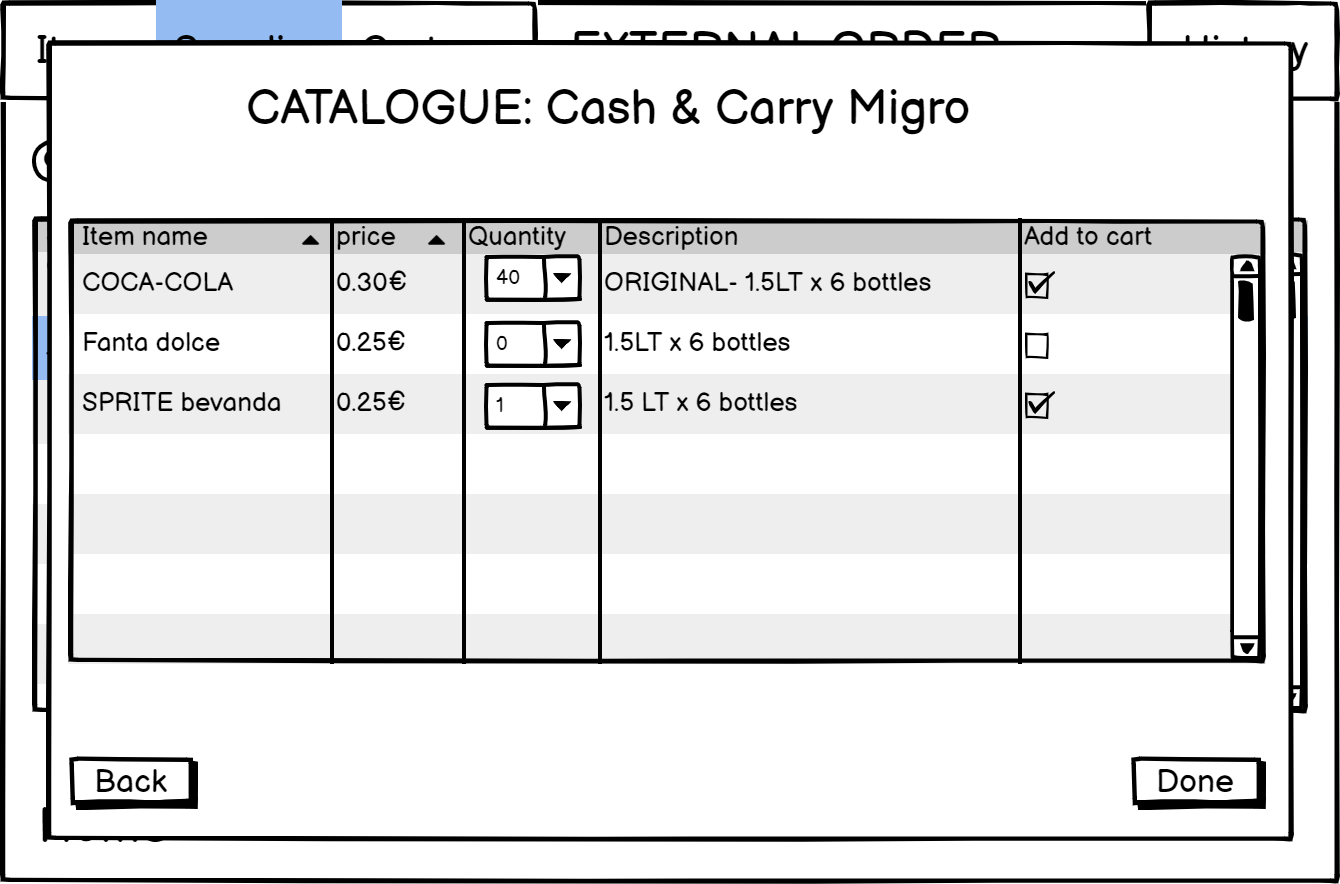 EXTERNAL ORDER
CATALOGUE: Cash & Carry Migro
Item name price Quantity Description Add to cart
COCA-COLA 0.30€ 40 ORIGINAL- 1.5LT x 6 bottles
Fanta dolce 0.25€ 0 1.5LT x 6 bottles
SPRITE bevanda 0.25€ 1 1.5 LT x 6 bottles
Back Done